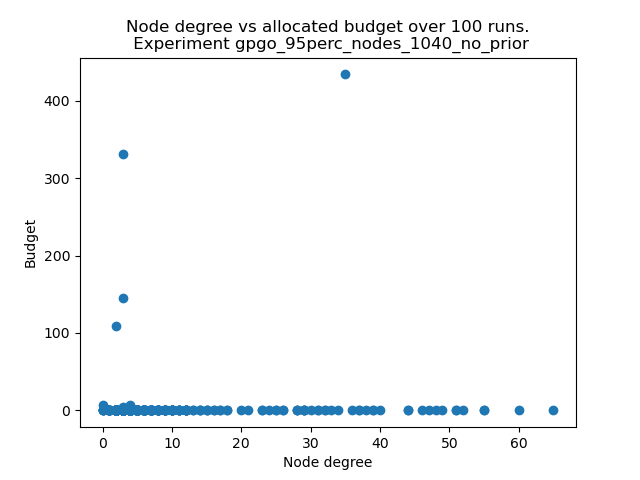 Node degree vs allocated budget over 100 runs.
Experiment gpgo_95perc_nodes_1040_no_prior
400
300
200
100
0
Budget
0 10 20 30 40 50 60
Node degree